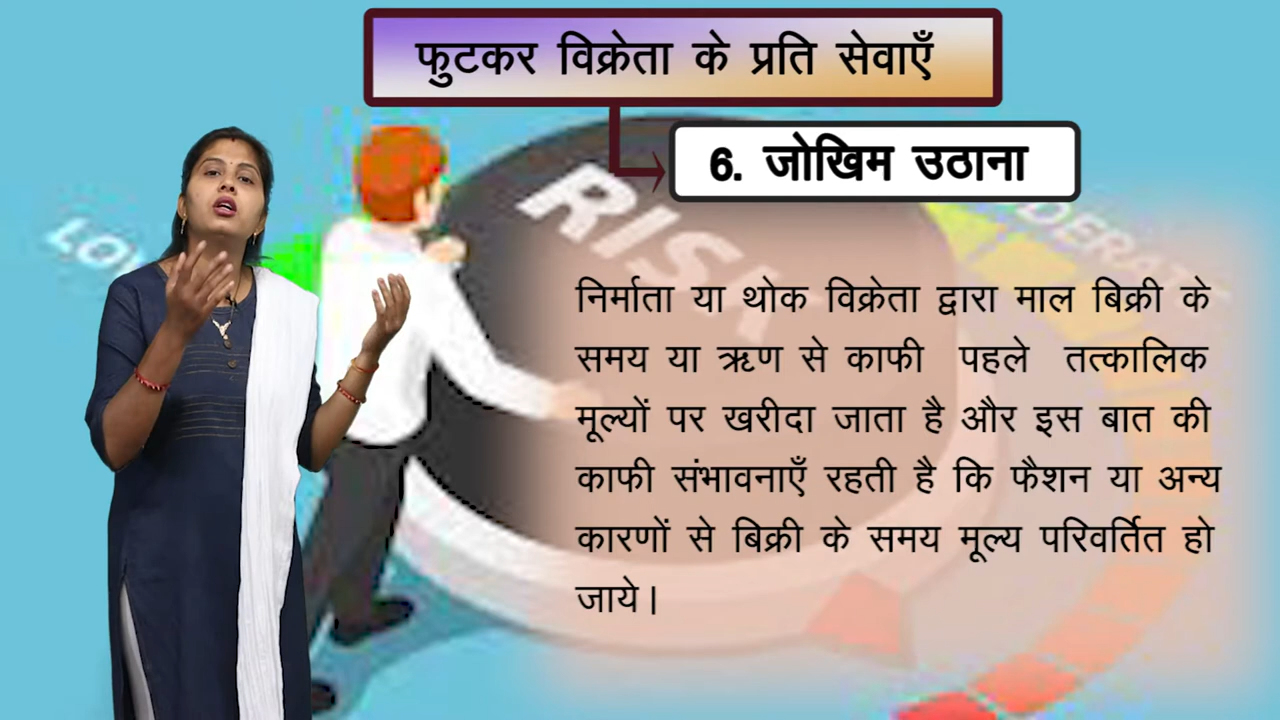 फुटकर विक्रेता के प्रति सेवाएँ
6. जोखिम उठाना
RISK
निर्माता या थोक विक्रेता द्वारा माल बिक्री के
समय या ऋण से काफी पहले तत्कालिक
मूल्यों पर खरीदा जाता है और इस बात की
काफी संभावनाएँ रहती है कि फैशन या अन्य
कारणों से बिक्री के समय मूल्य परिवर्तित हो
जाये।